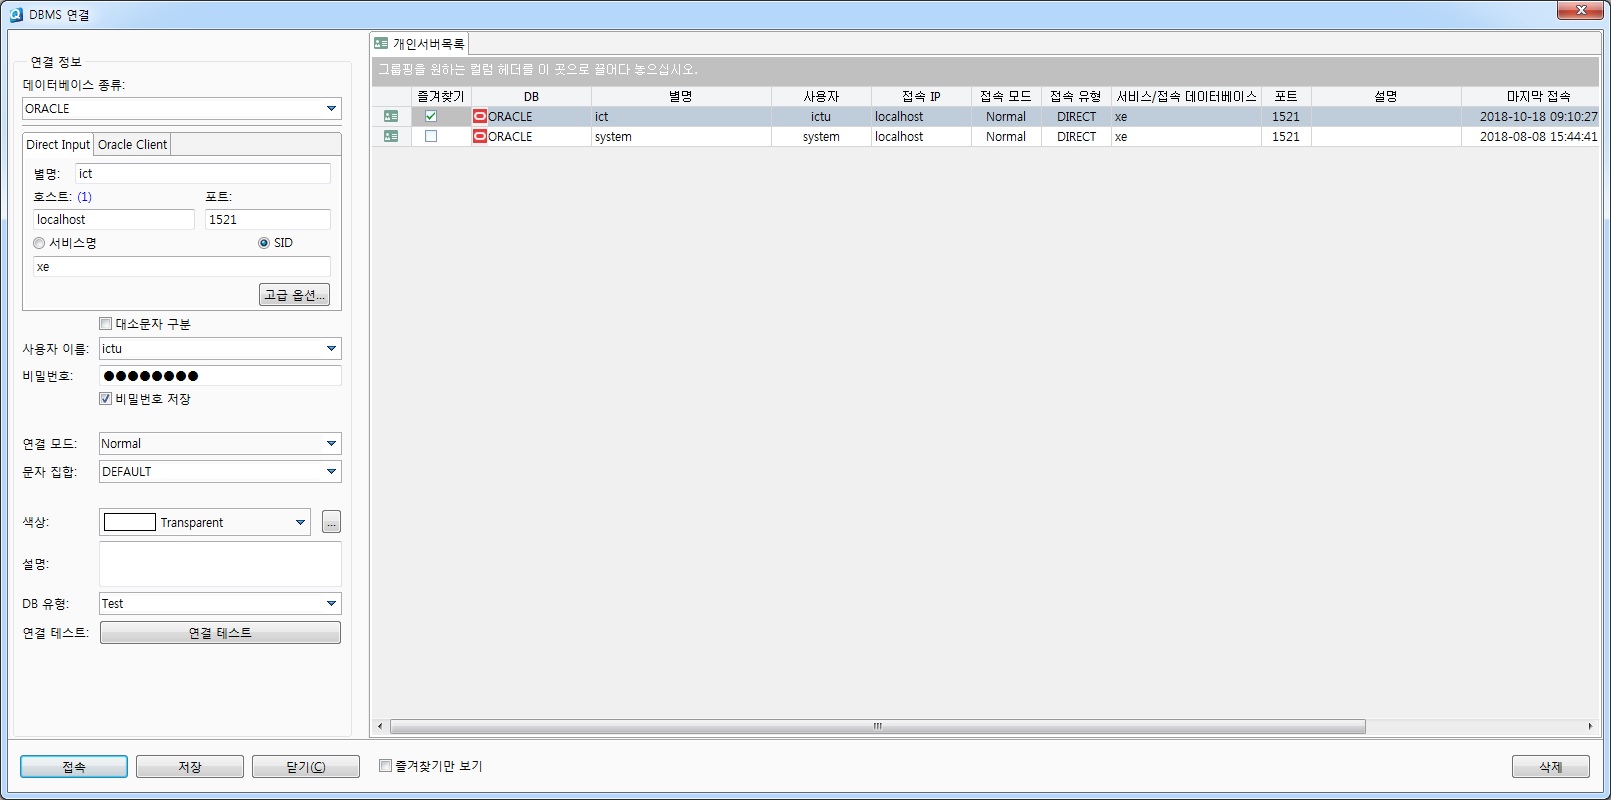 DBMS 연결
연결 정보
데이터베이스 종류:
ORACLE
Direct Input Oracle Client
별명: ict
호스트: (1) 포트:
localhost 1521
서비스명 SID
xe
고급 옵션...
대소문자 구분
사용자 이름: ictu
비밀번호: ●●●●●●●●
비밀번호 저장
연결 모드: Normal
문자 집합: DEFAULT
색상: Transparent ...
설명:
DB 유형: Test
연결 테스트: 연결 테스트
개인서버목록
그룹핑을 원하는 컬럼 헤더를 이 곳으로 끌어다 놓으십시오.
즐겨찾기 DB 별명 사용자 접속 IP 접속 모드 접속 유형 서비스/접속 데이터베이스 포트 설명 마지막 접속
ORACLE ict ictu localhost Normal DIRECT xe 1521 2018-10-18 09:10:27
ORACLE system system localhost Normal DIRECT xe 1521 2018-08-08 15:44:41
접속 저장 닫기(C) 즐겨찾기만 보기 삭제